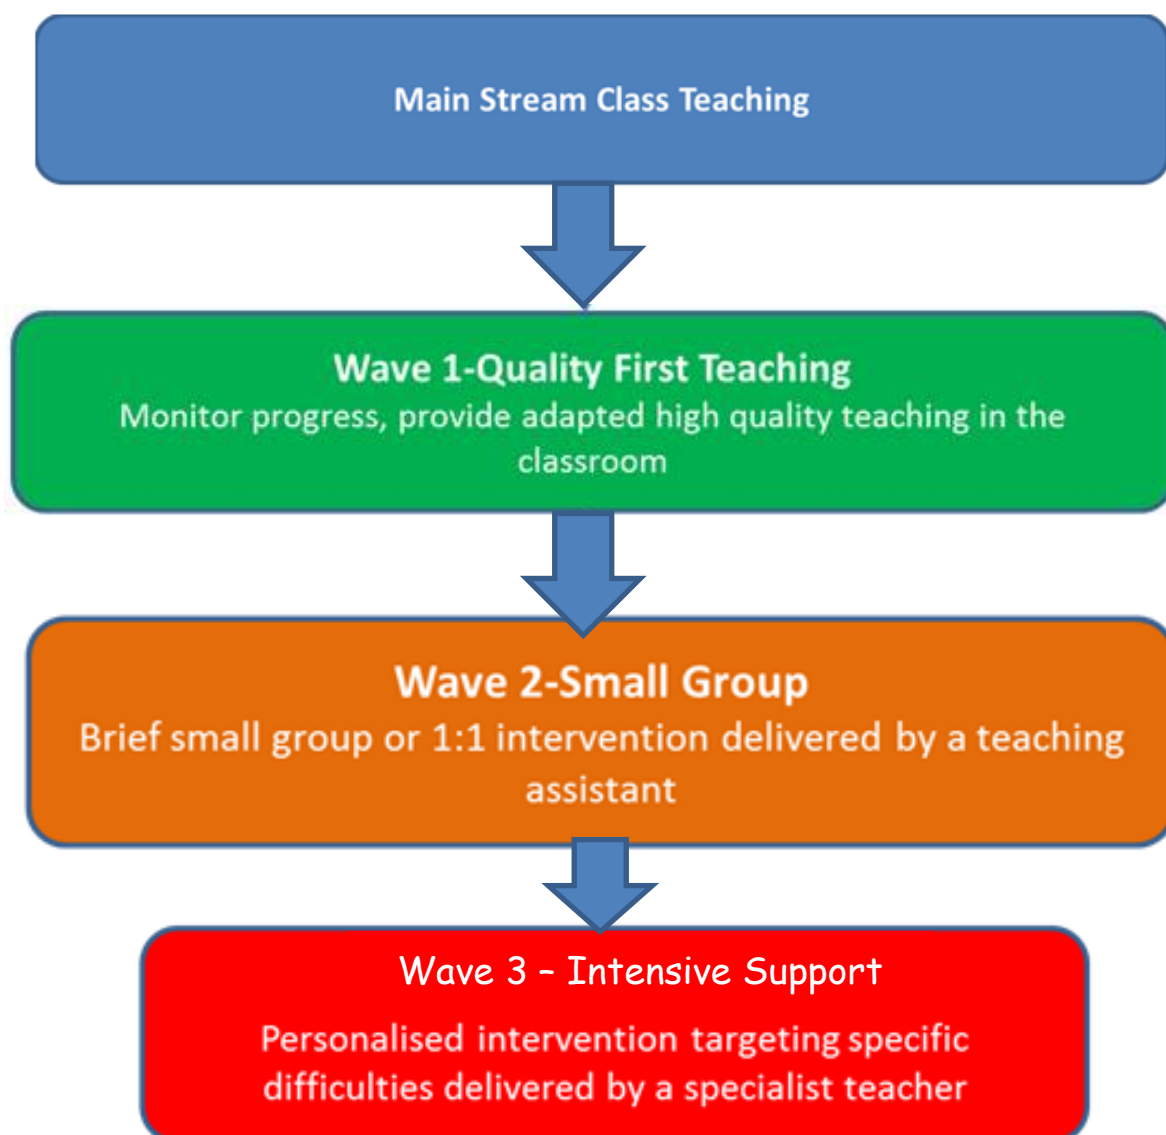 Main Stream Class Teaching
Wave 1-Quality First Teaching
Monitor progress, provide adapted high quality teaching in the
classroom
Wave 2-Small Group
Brief small group or 1:1 intervention delivered by a teaching
assistant
Wave 3 – Intensive Support
Personalised intervention targeting specific
difficulties delivered by a specialist teacher